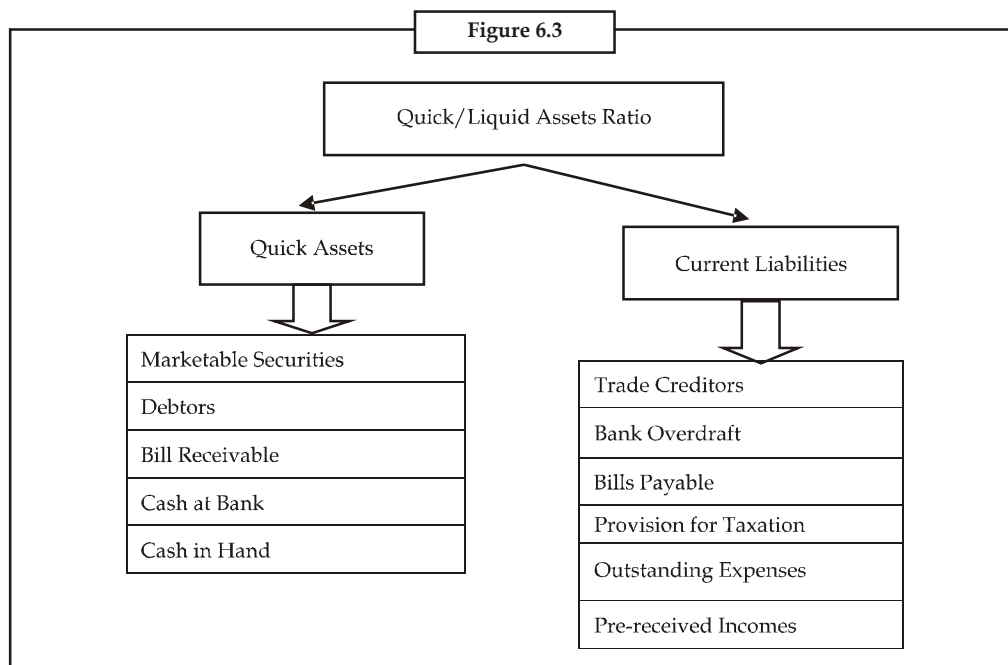 Figure 6.3
Quick/Liquid Assets Ratio
Quick Assets
Current Liabilities
Marketable Securities
Debtors
Bill Receivable
Cash at Bank
Cash in Hand
Trade Creditors
Bank Overdraft
Bills Payable
Provision for Taxation
Outstanding Expenses
Pre-received Incomes